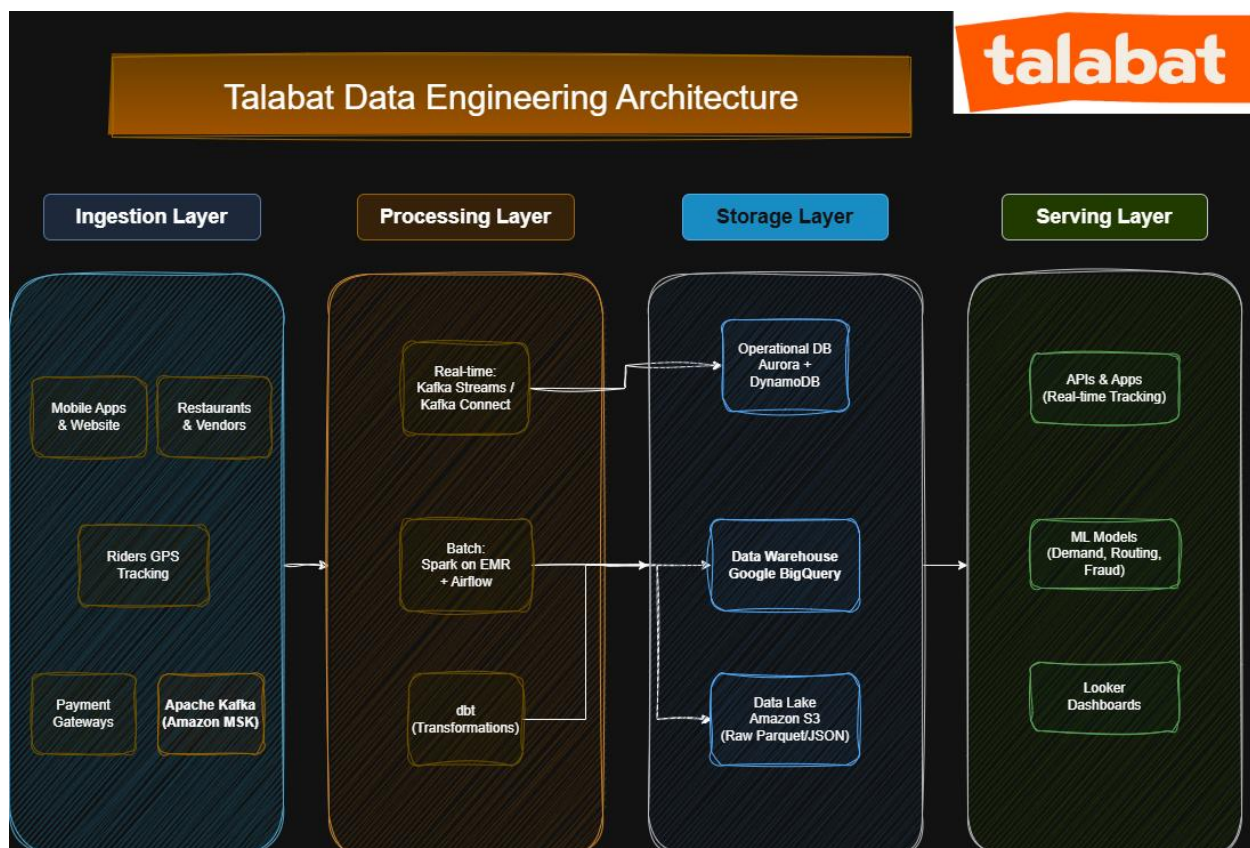 talabat
Talabat Data Engineering Architecture
Ingestion Layer
Processing Layer
Storage Layer
Serving Layer
Mobile Apps
& Website
Restaurants
& Vendors
Riders GPS
Tracking
Payment
Gateways
Apache Kafka
(Amazon MSK)
Real-time:
Kafka Streams /
Kafka Connect
Batch:
Spark on EMR
+ Airflow
dbt
(Transformations)
Operational DB
Aurora +
DynamoDB
Data Warehouse
Google BigQuery
Data Lake
Amazon S3
(Raw Parquet/JSON)
APIs & Apps
(Real-time Tracking)
ML Models
(Demand, Routing,
Fraud)
Looker
Dashboards